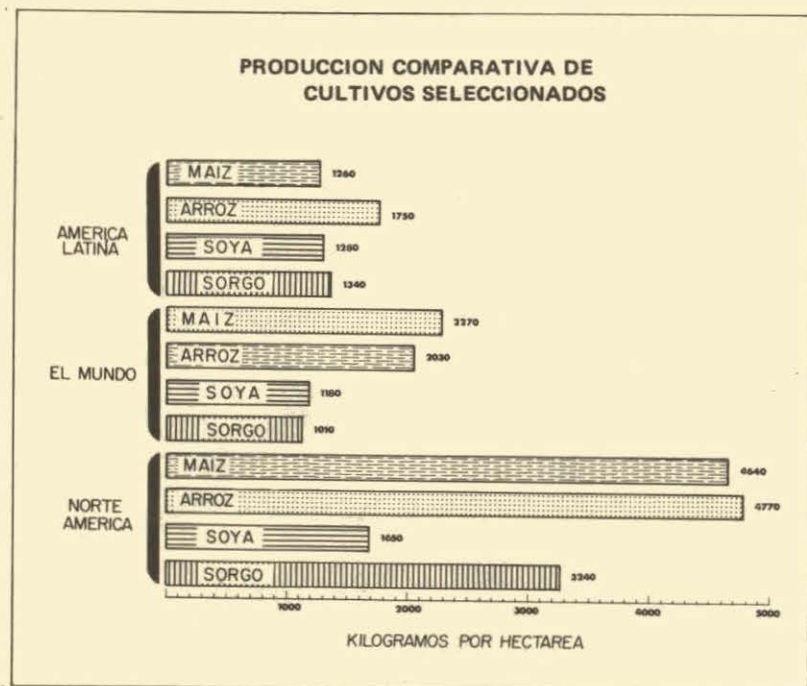 PRODUCCION COMPARATIVA DE
CULTIVOS SELECCIONADOS
AMERICA
LATINA
MAIZ 1260
ARROZ 1750
SOYA 1280
SORGO 1340
EL MUNDO
MAIZ 2270
ARROZ 2030
SOYA 1180
SORGO 1010
NORTE
AMERICA
MAIZ 4640
ARROZ 4770
SOYA 1680
SORGO 3240
1000 2000 3000 4000 5000
KILOGRAMOS POR HECTAREA